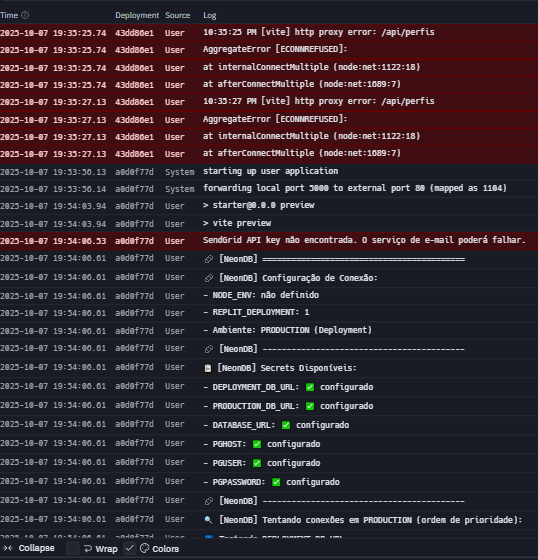 Time Deployment Source Log
2025-10-07 19:35:25.74 43dd86e1 User 10:35:25 PM [vite] http proxy error: /api/perfis
2025-10-07 19:35:25.74 43dd86e1 User AggregateError [ECONNREFUSED]:
2025-10-07 19:35:25.74 43dd86e1 User at internalConnectMultiple (node:net:1122:18)
2025-10-07 19:35:25.74 43dd86e1 User at afterConnectMultiple (node:net:1689:7)
2025-10-07 19:35:27.13 43dd86e1 User 10:35:27 PM [vite] http proxy error: /api/perfis
2025-10-07 19:35:27.13 43dd86e1 User AggregateError [ECONNREFUSED]:
2025-10-07 19:35:27.13 43dd86e1 User at internalConnectMultiple (node:net:1122:18)
2025-10-07 19:35:27.13 43dd86e1 User at afterConnectMultiple (node:net:1689:7)
2025-10-07 19:53:56.13 a0d0f77d System starting up user application
2025-10-07 19:53:56.14 a0d0f77d System forwarding local port 5000 to external port 80 (mapped as 1104)
2025-10-07 19:54:03.94 a0d0f77d User > starter@0.0.0 preview
2025-10-07 19:54:03.94 a0d0f77d User > vite preview
2025-10-07 19:54:06.53 a0d0f77d User SendGrid API key não encontrada. O serviço de e-mail poderá falhar.
2025-10-07 19:54:06.61 a0d0f77d User 🔗 [NeonDB] ==========================================
2025-10-07 19:54:06.61 a0d0f77d User 🔗 [NeonDB] Configuração de Conexão:
2025-10-07 19:54:06.61 a0d0f77d User - NODE_ENV: não definido
2025-10-07 19:54:06.61 a0d0f77d User - REPLIT_DEPLOYMENT: 1
2025-10-07 19:54:06.61 a0d0f77d User - Ambiente: PRODUCTION (Deployment)
2025-10-07 19:54:06.61 a0d0f77d User 🔗 [NeonDB] ------------------------------------------
2025-10-07 19:54:06.61 a0d0f77d User 📋 [NeonDB] Secrets Disponíveis:
2025-10-07 19:54:06.61 a0d0f77d User - DEPLOYMENT_DB_URL: ✅ configurado
2025-10-07 19:54:06.61 a0d0f77d User - PRODUCTION_DB_URL: ✅ configurado
2025-10-07 19:54:06.61 a0d0f77d User - DATABASE_URL: ✅ configurado
2025-10-07 19:54:06.61 a0d0f77d User - PGHOST: ✅ configurado
2025-10-07 19:54:06.61 a0d0f77d User - PGUSER: ✅ configurado
2025-10-07 19:54:06.61 a0d0f77d User - PGPASSWORD: ✅ configurado
2025-10-07 19:54:06.61 a0d0f77d User 🔗 [NeonDB] ------------------------------------------
2025-10-07 19:54:06.61 a0d0f77d User 🔍 [NeonDB] Tentando conexões em PRODUCTION (ordem de prioridade):
Collapse Wrap Colors